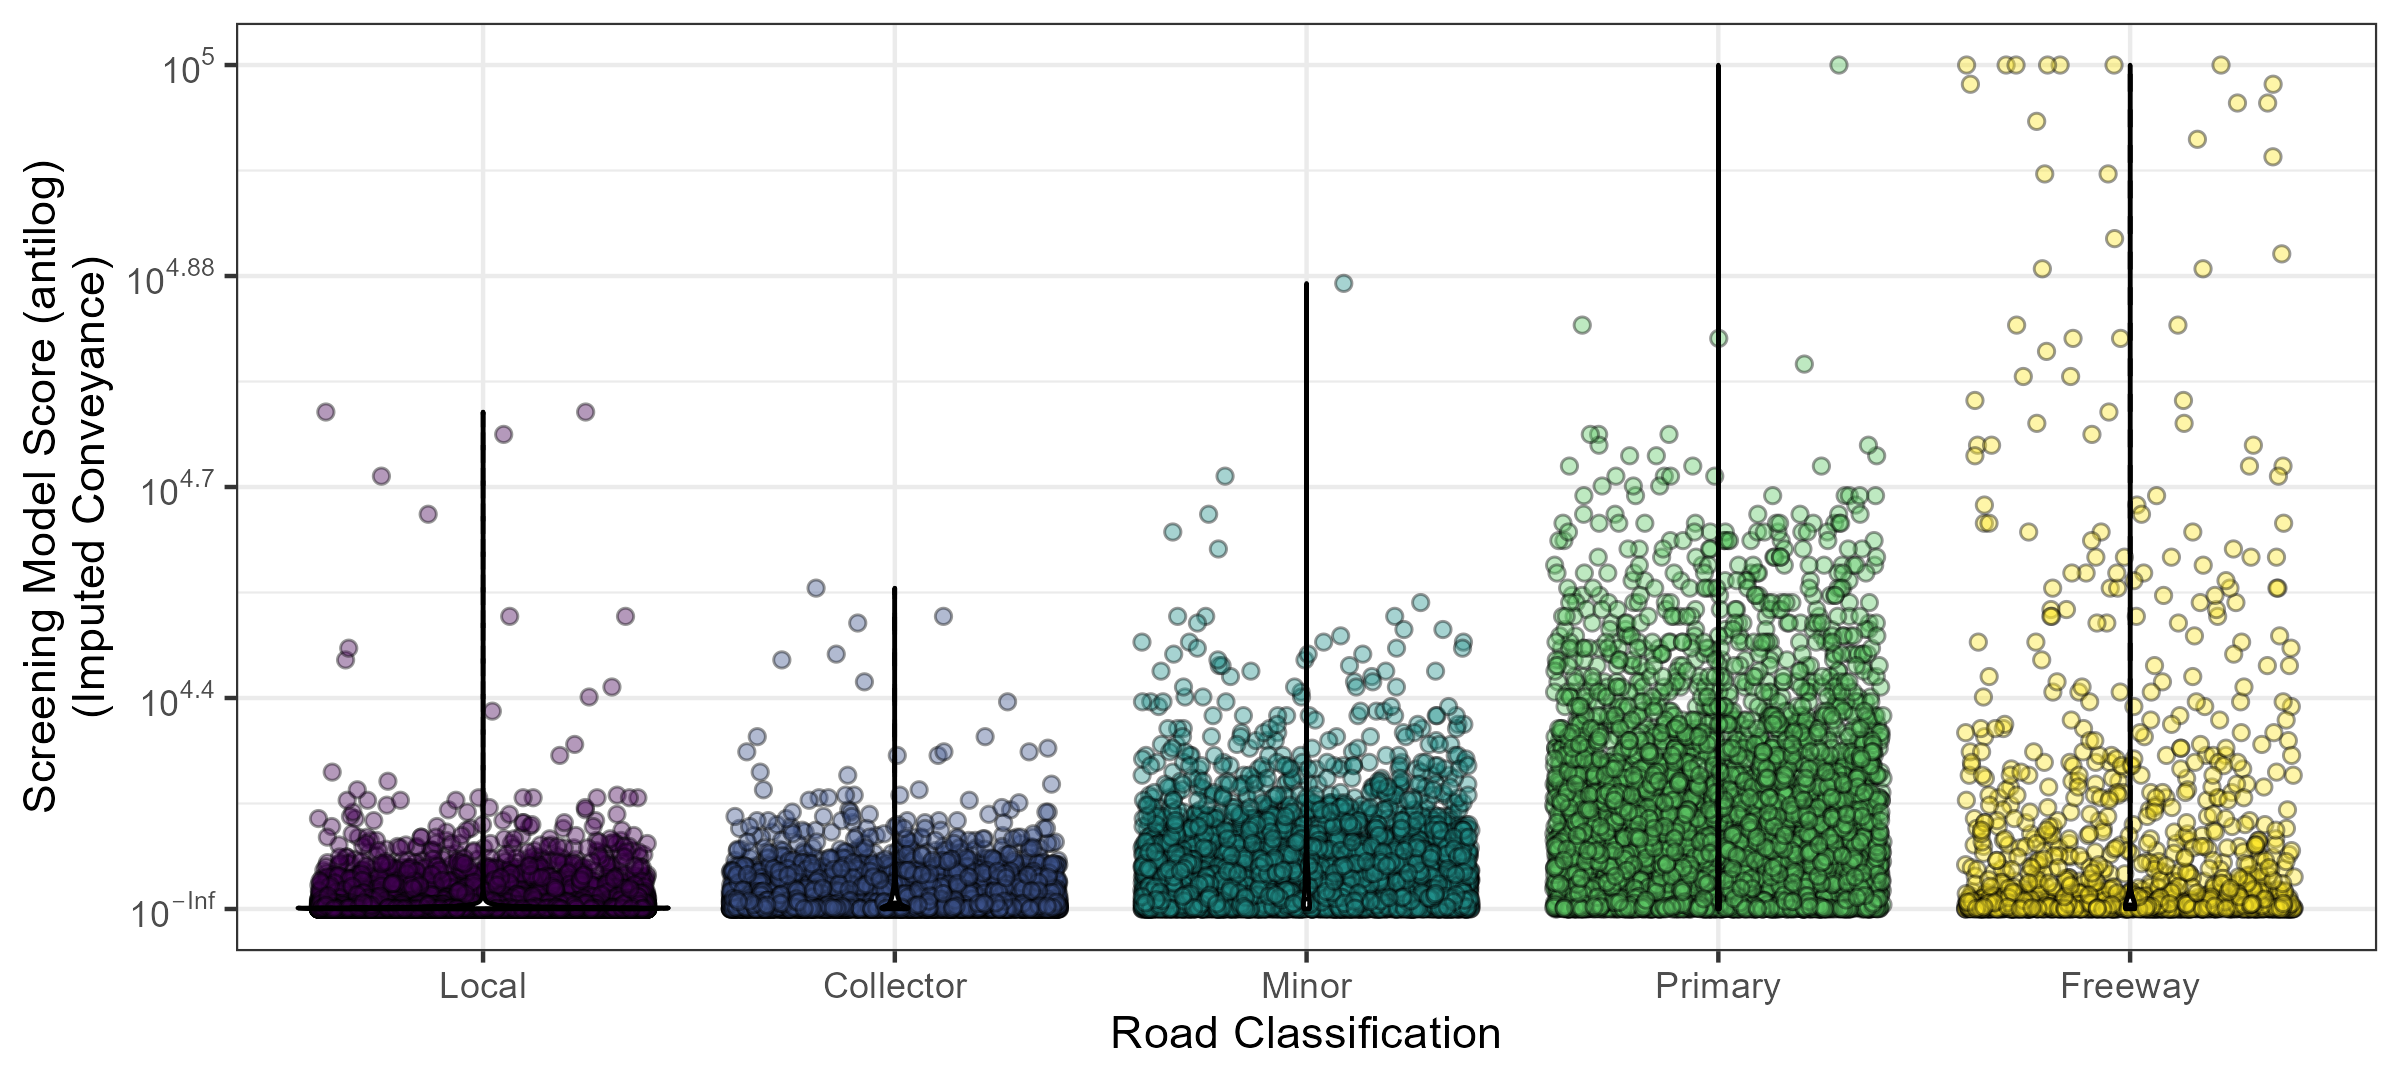 Screening Model Score (antilog)
(Imputed Conveyance)
10^5
10^4.88
10^4.7
10^4.4
10^−Inf
Local Collector Minor Primary Freeway
Road Classification